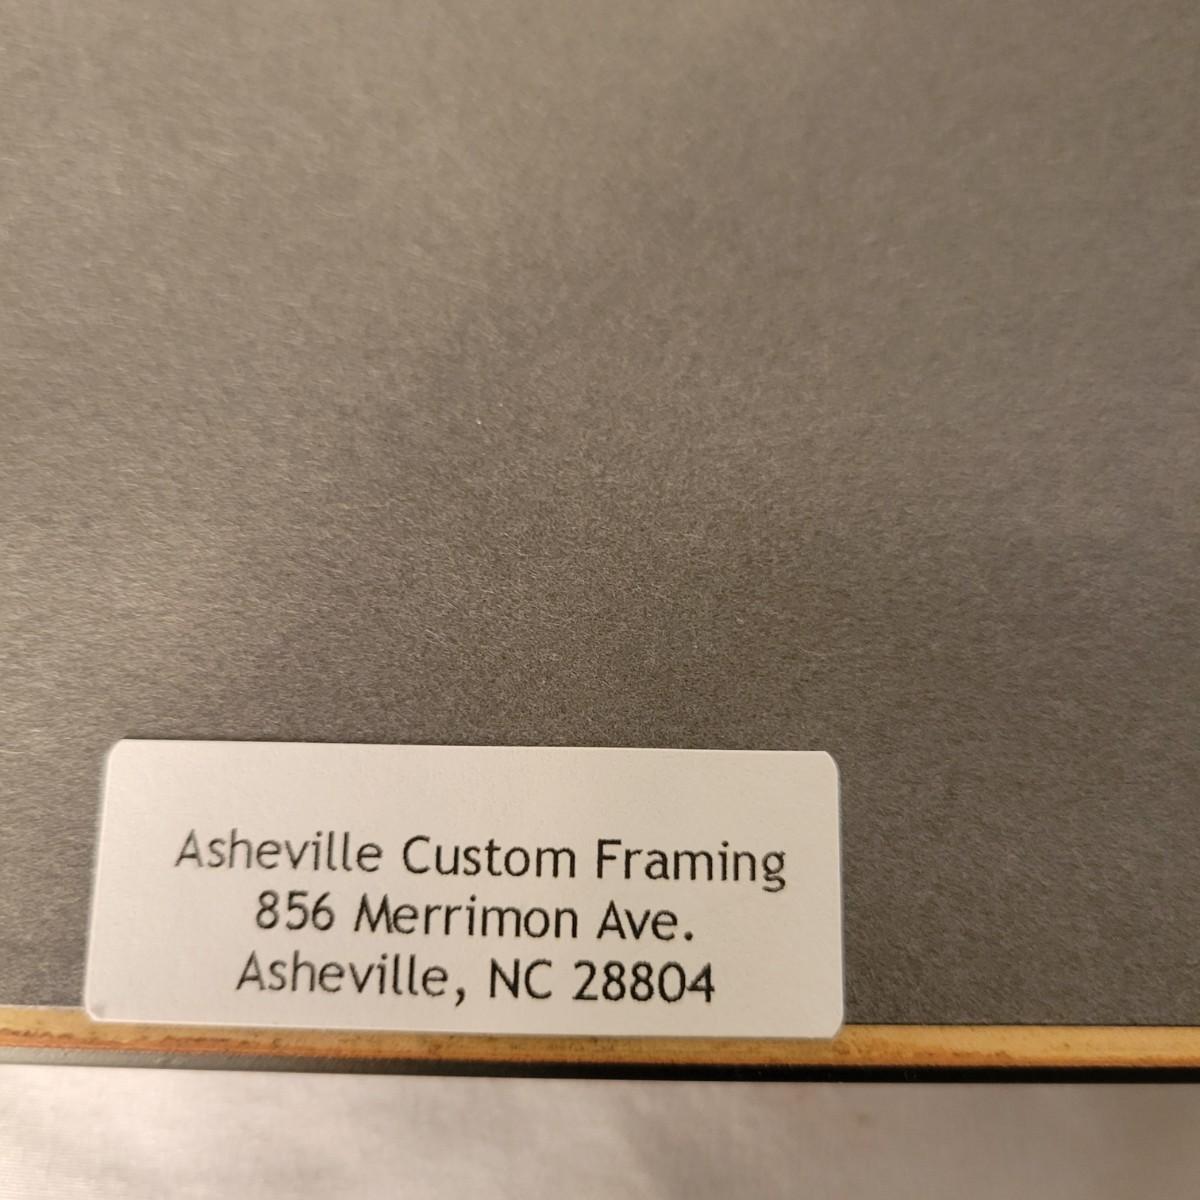 Asheville Custom Framing
856 Merrimon Ave.
Asheville, NC 28804